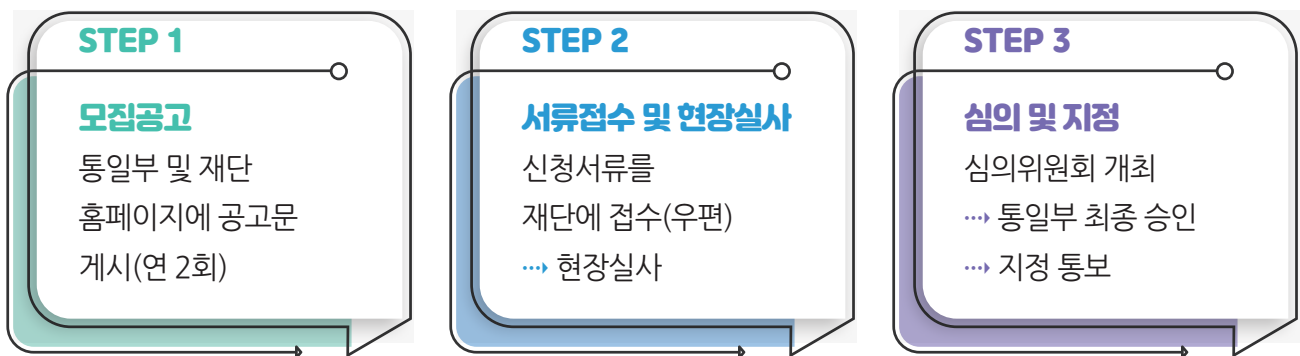 STEP 1
모집공고
통일부 및 재단
홈페이지에 공고문
게시(연 2회)
STEP 2
서류접수 및 현장실사
신청서류를
재단에 접수(우편)
⋯› 현장실사
STEP 3
심의 및 지정
심의위원회 개최
⋯› 통일부 최종 승인
⋯› 지정 통보